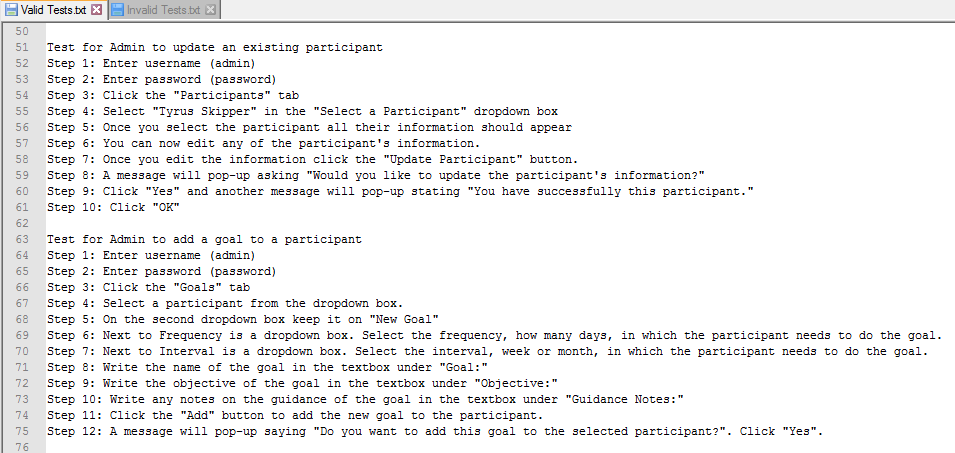 Valid Tests.txt Invalid Tests.txt
50
51 Test for Admin to update an existing participant
52 Step 1: Enter username (admin)
53 Step 2: Enter password (password)
54 Step 3: Click the "Participants" tab
55 Step 4: Select "Tyrus Skipper" in the "Select a Participant" dropdown box
56 Step 5: Once you select the participant all their information should appear
57 Step 6: You can now edit any of the participant's information.
58 Step 7: Once you edit the information click the "Update Participant" button.
59 Step 8: A message will pop-up asking "Would you like to update the participant's information?"
60 Step 9: Click "Yes" and another message will pop-up stating "You have successfully this participant."
61 Step 10: Click "OK"
62
63 Test for Admin to add a goal to a participant
64 Step 1: Enter username (admin)
65 Step 2: Enter password (password)
66 Step 3: Click the "Goals" tab
67 Step 4: Select a participant from the dropdown box.
68 Step 5: On the second dropdown box keep it on "New Goal"
69 Step 6: Next to Frequency is a dropdown box. Select the frequency, how many days, in which the participant needs to do the goal.
70 Step 7: Next to Interval is a dropdown box. Select the interval, week or month, in which the participant needs to do the goal.
71 Step 8: Write the name of the goal in the textbox under "Goal:"
72 Step 9: Write the objective of the goal in the textbox under "Objective:"
73 Step 10: Write any notes on the guidance of the goal in the textbox under "Guidance Notes:"
74 Step 11: Click the "Add" button to add the new goal to the participant.
75 Step 12: A message will pop-up saying "Do you want to add this goal to the selected participant?". Click "Yes".
76